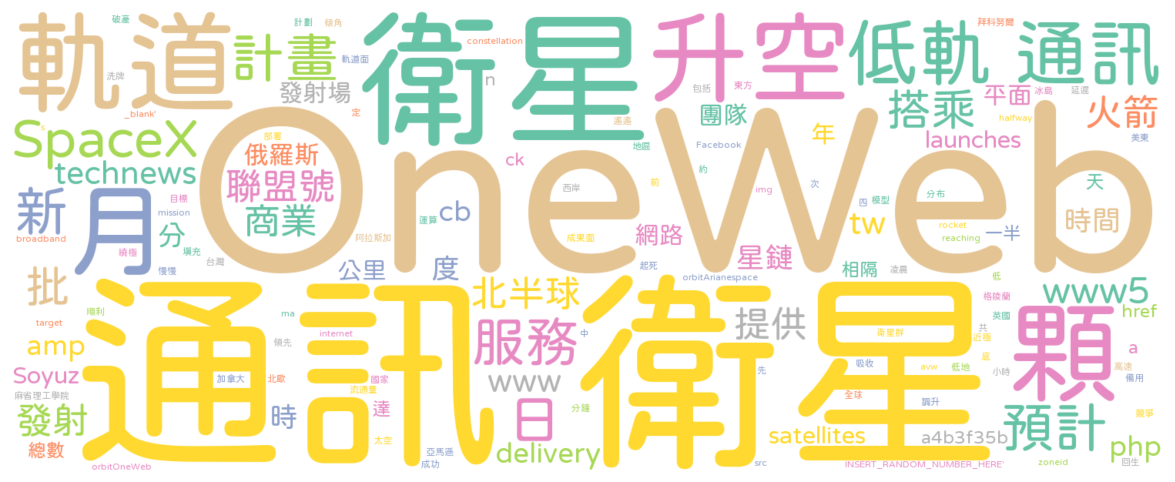 破產
計劃
傾角
拜科努爾
軌道
計畫
衛星
升空
低軌
通訊
constellation
軌道面
洗牌
發射場
n
包括
東方
平面
冰島
延遲
_blank'
搭乘
火箭
SpaceX
OneWeb
部署
俄羅斯
遙遙
團隊
年
halfway
launches
美東
technews
聯盟號
ck
地區
Facebook
約
新
月
目標
mission
商業
cb
西岸
前
img
次
四
模型
分布
天
tw
時間
broadband
分
運算
網路
rocket
reaching
一半
繞極
填充
台灣
阿拉斯加
成果面
星鏈
慢慢
公里
度
起死
orbitArianespace
相隔
凌晨
低
批
通訊衛星
北半球
www5
格陵蘭
順利
ma
服務
提供
英國
href
target
internet
中
衛星群
共
近極
顆
amp
領先
a
底
小時
Soyuz
加拿大
北歐
國家
www
先
吸收
avw
低地
高速
備用
麻省理工學院
流通量
達
日
分鐘
全球
調升
競爭
發射
時
satellites
a4b3f35b
預計
總數
太空
亞馬遜
delivery
php
orbitOneWeb
成功
src
INSERT_RANDOM_NUMBER_HERE'
zoneid
回生